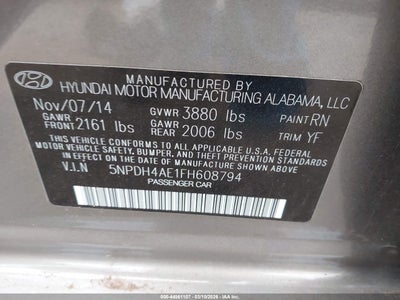 MANUFACTURED BY
HYUNDAI MOTOR MANUFACTURING ALABAMA, LLC
Nov/07/14 GVWR 3880 lbs PAINT RN
GAWR FRONT 2161 lbs GAWR REAR 2006 lbs TRIM YF
THIS VEHICLE CONFORMS TO ALL APPLICABLE U.S.A. FEDERAL
MOTOR VEHICLE SAFETY, BUMPER, AND THEFT PREVENTION
STANDARDS IN EFFECT ON THE DATE OF MANUFACTURE SHOWN ABOVE.
V.I.N 5NPDH4AE1FH608794
PASSENGER CAR